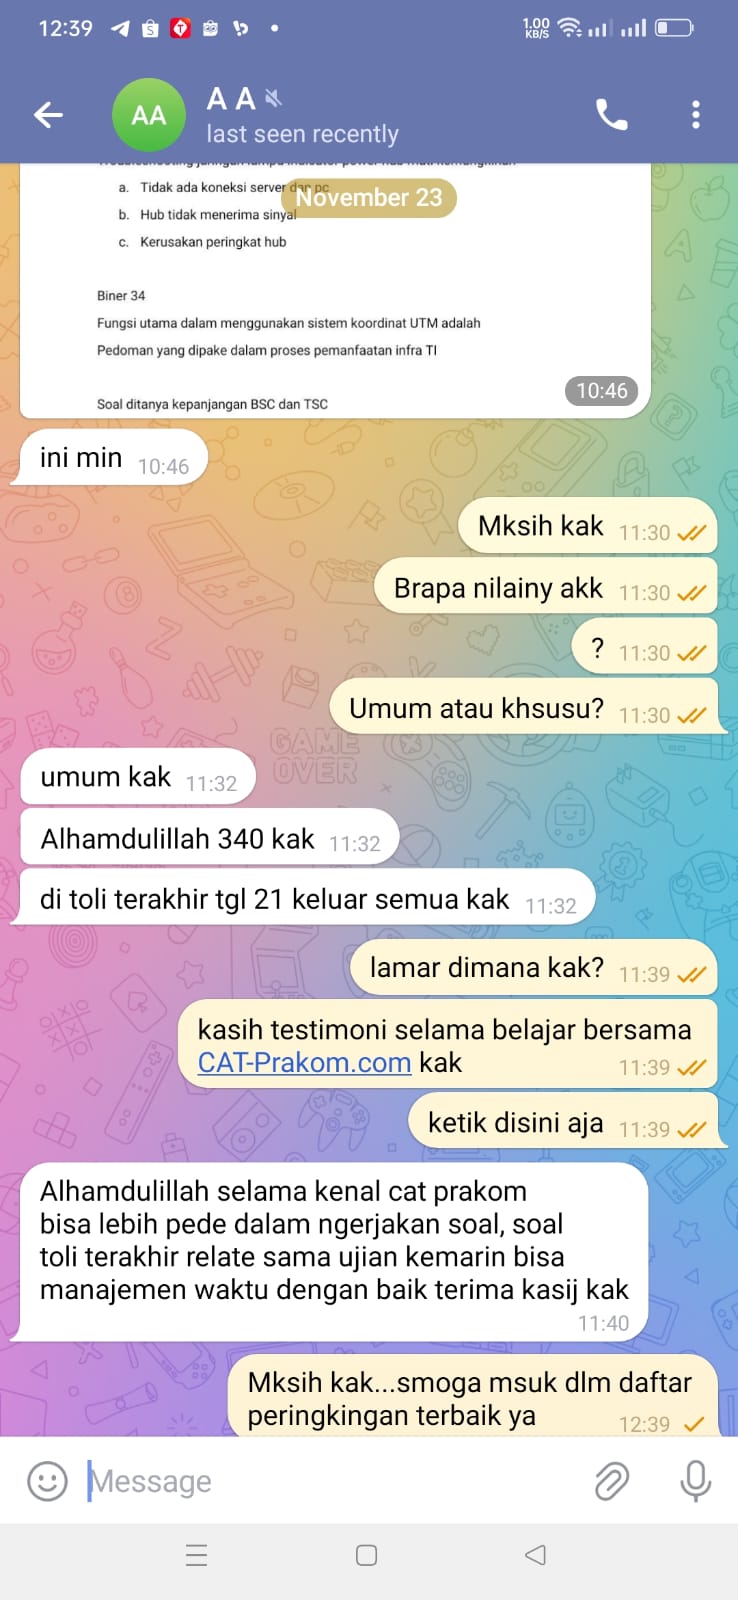 12:39
1.00 KB/S
AA
A A
last seen recently
a. Tidak ada koneksi server dan pc
November 23
b. Hub tidak menerima sinyal
c. Kerusakan peringkat hub
Biner 34
Fungsi utama dalam menggunakan sistem koordinat UTM adalah
Pedoman yang dipake dalam proses pemanfaatan infra TI
10:46
Soal ditanya kepanjangan BSC dan TSC
ini min 10:46
Mksih kak 11:30
Brapa nilainy akk 11:30
? 11:30
Umum atau khsusu? 11:30
GAME
OVER
umum kak 11:32
Alhamdulillah 340 kak 11:32
di toli terakhir tgl 21 keluar semua kak 11:32
lamar dimana kak? 11:39
kasih testimoni selama belajar bersama
CAT-Prakom.com kak 11:39
ketik disini aja 11:39
Alhamdulillah selama kenal cat prakom
bisa lebih pede dalam ngerjakan soal, soal
toli terakhir relate sama ujian kemarin bisa
manajemen waktu dengan baik terima kasij kak
11:40
Mksih kak...smoga msuk dlm daftar
peringkingan terbaik ya 12:39
Message